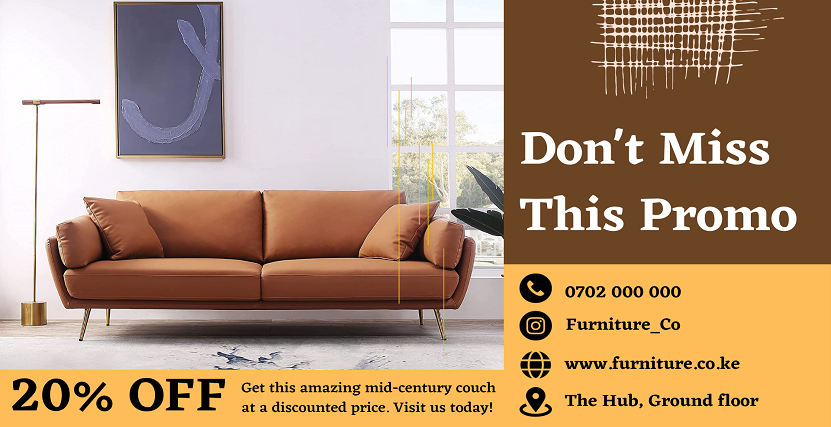 Don't Miss
This Promo
0702 000 000
Furniture_Co
www.furniture.co.ke
The Hub, Ground floor
20% OFF
Get this amazing mid-century couch
at a discounted price. Visit us today!